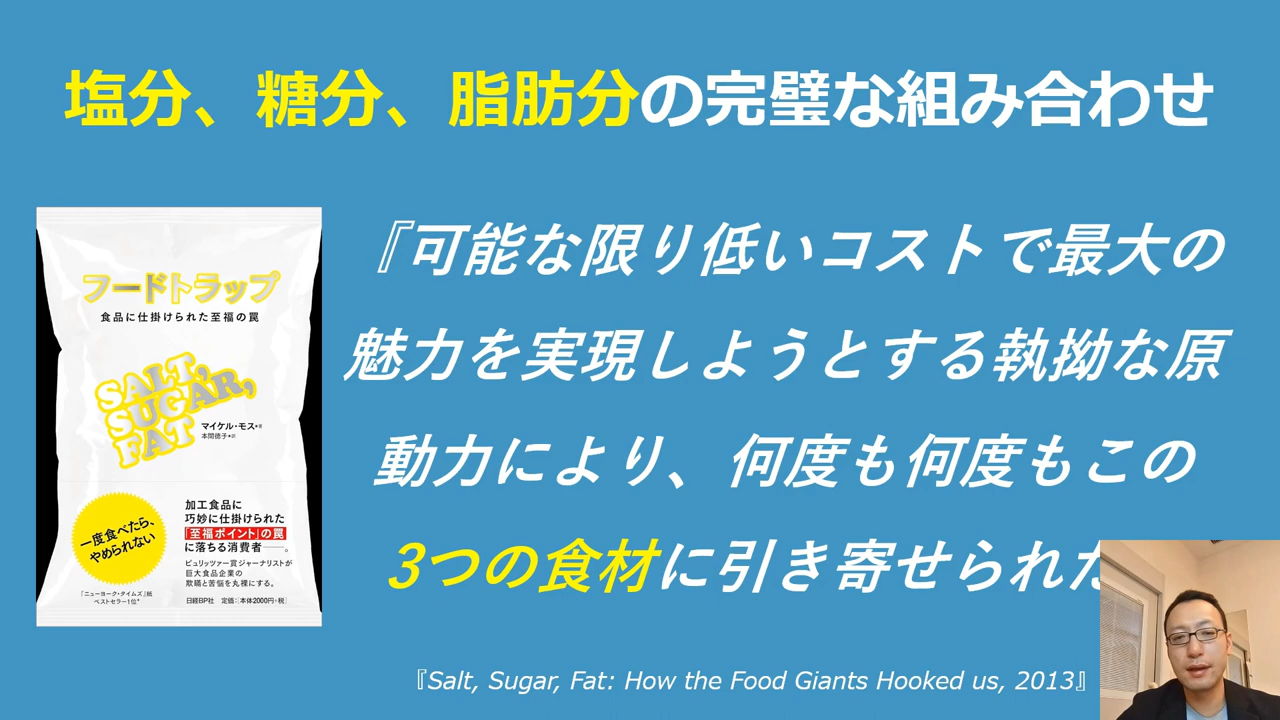 塩分、糖分、脂肪分の完璧な組み合わせ
『可能な限り低いコストで最大の
魅力を実現しようとする執拗な原
動力により、何度も何度もこの
3つの食材に引き寄せられた
『Salt, Sugar, Fat: How the Food Giants Hooked us, 2013』
フードトラップ
食品に仕掛けられた至福の罠
SALT,
SUGAR,
FAT
マイケル・モス●著
本間徳子●訳
一度食べたら、
やめられない
加工食品に
巧妙に仕掛けられた
「至福ポイント」の罠
に落ちる消費者──。
ピュリッツァー賞ジャーナリストが
巨大食品企業の
欺瞞と苦悩を丸裸にする。
『ニューヨーク・タイムズ』紙
ベストセラー1位
日経BP社 定価:[本体2000円+税]